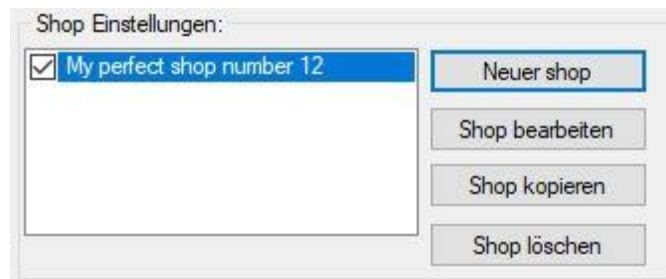 Shop Einstellungen:
My perfect shop number 12
Neuer shop
Shop bearbeiten
Shop kopieren
Shop löschen